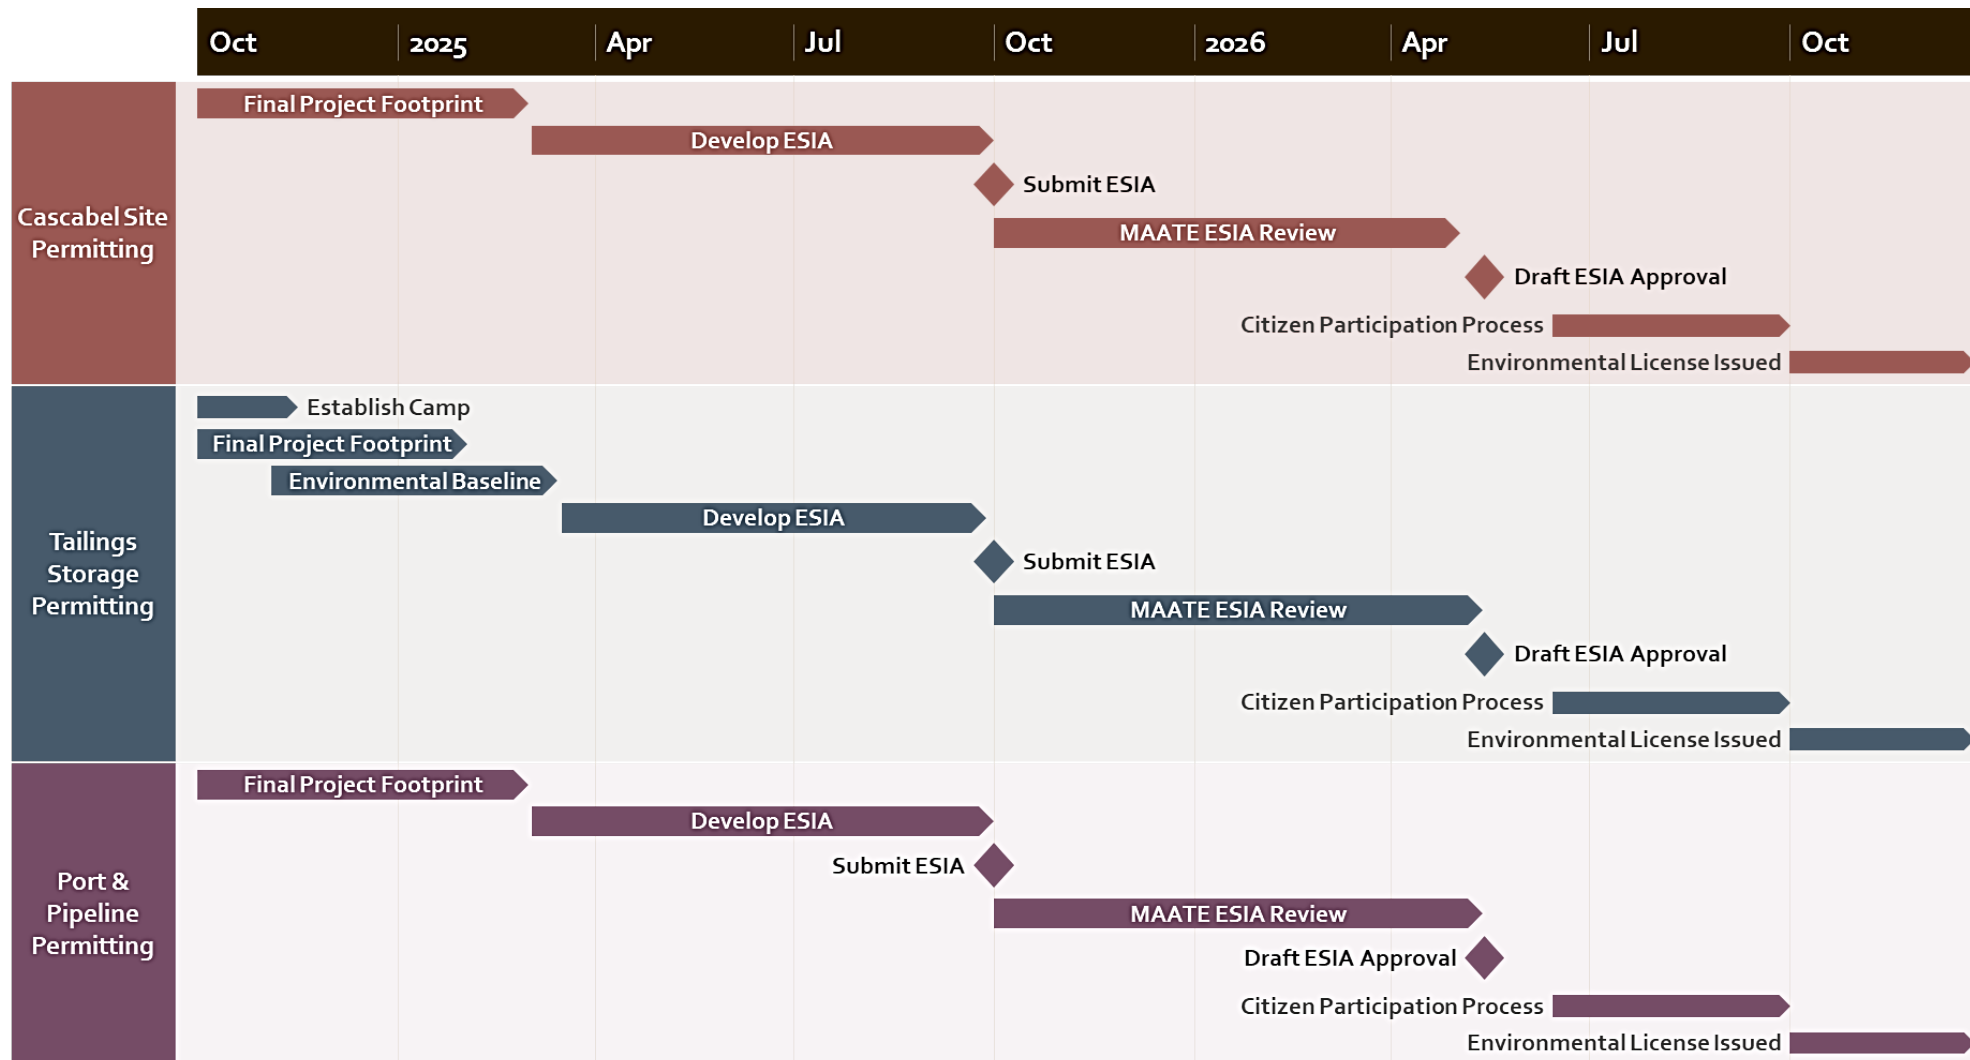 Oct 2025 Apr Jul Oct 2026 Apr Jul Oct
Cascabel Site
Permitting
Final Project Footprint
Develop ESIA
Submit ESIA
MAATE ESIA Review
Draft ESIA Approval
Citizen Participation Process
Environmental License Issued
Tailings
Storage
Permitting
Establish Camp
Final Project Footprint
Environmental Baseline
Develop ESIA
Submit ESIA
MAATE ESIA Review
Draft ESIA Approval
Citizen Participation Process
Environmental License Issued
Port &
Pipeline
Permitting
Final Project Footprint
Develop ESIA
Submit ESIA
MAATE ESIA Review
Draft ESIA Approval
Citizen Participation Process
Environmental License Issued